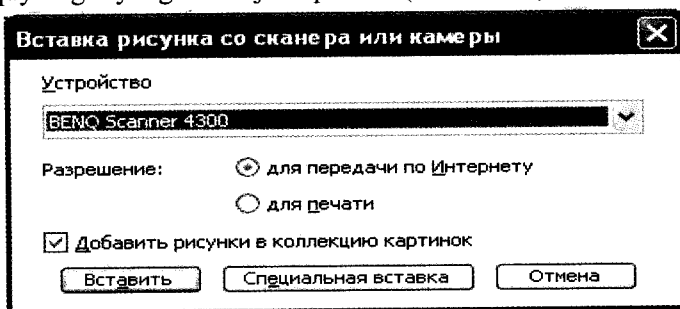 Вставка рисунка со сканера или камеры
Устройство
BENQ Scanner 4300
Разрешение:
для передачи по Интернету
для печати
Добавить рисунки в коллекцию картинок
Вставить Специальная вставка Отмена